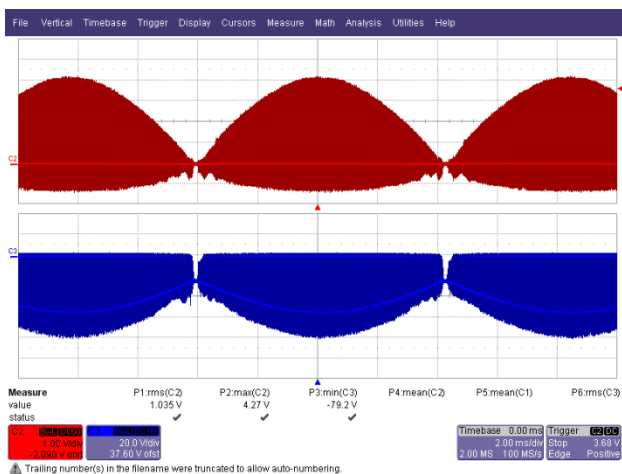 File Vertical Timebase Trigger Display Cursors Measure Math Analysis Utilities Help
C2
C3
Measure P1:rms(C2) P2:max(C2) P3:min(C3) P4:mean(C2) P5:mean(C1) P6:rms(C3)
value 1.035 V 4.27 V -79.2 V
status
C2 Timebase 0.00 ms Trigger C2 DC
1.00 V/div 20.0 V/div 2.00 ms/div Stop 3.68 V
-2.090 V ofst 37.60 V ofst 2.00 MS 100 MS/s Edge Positive
Trailing number(s) in the filename were truncated to allow auto-numbering.